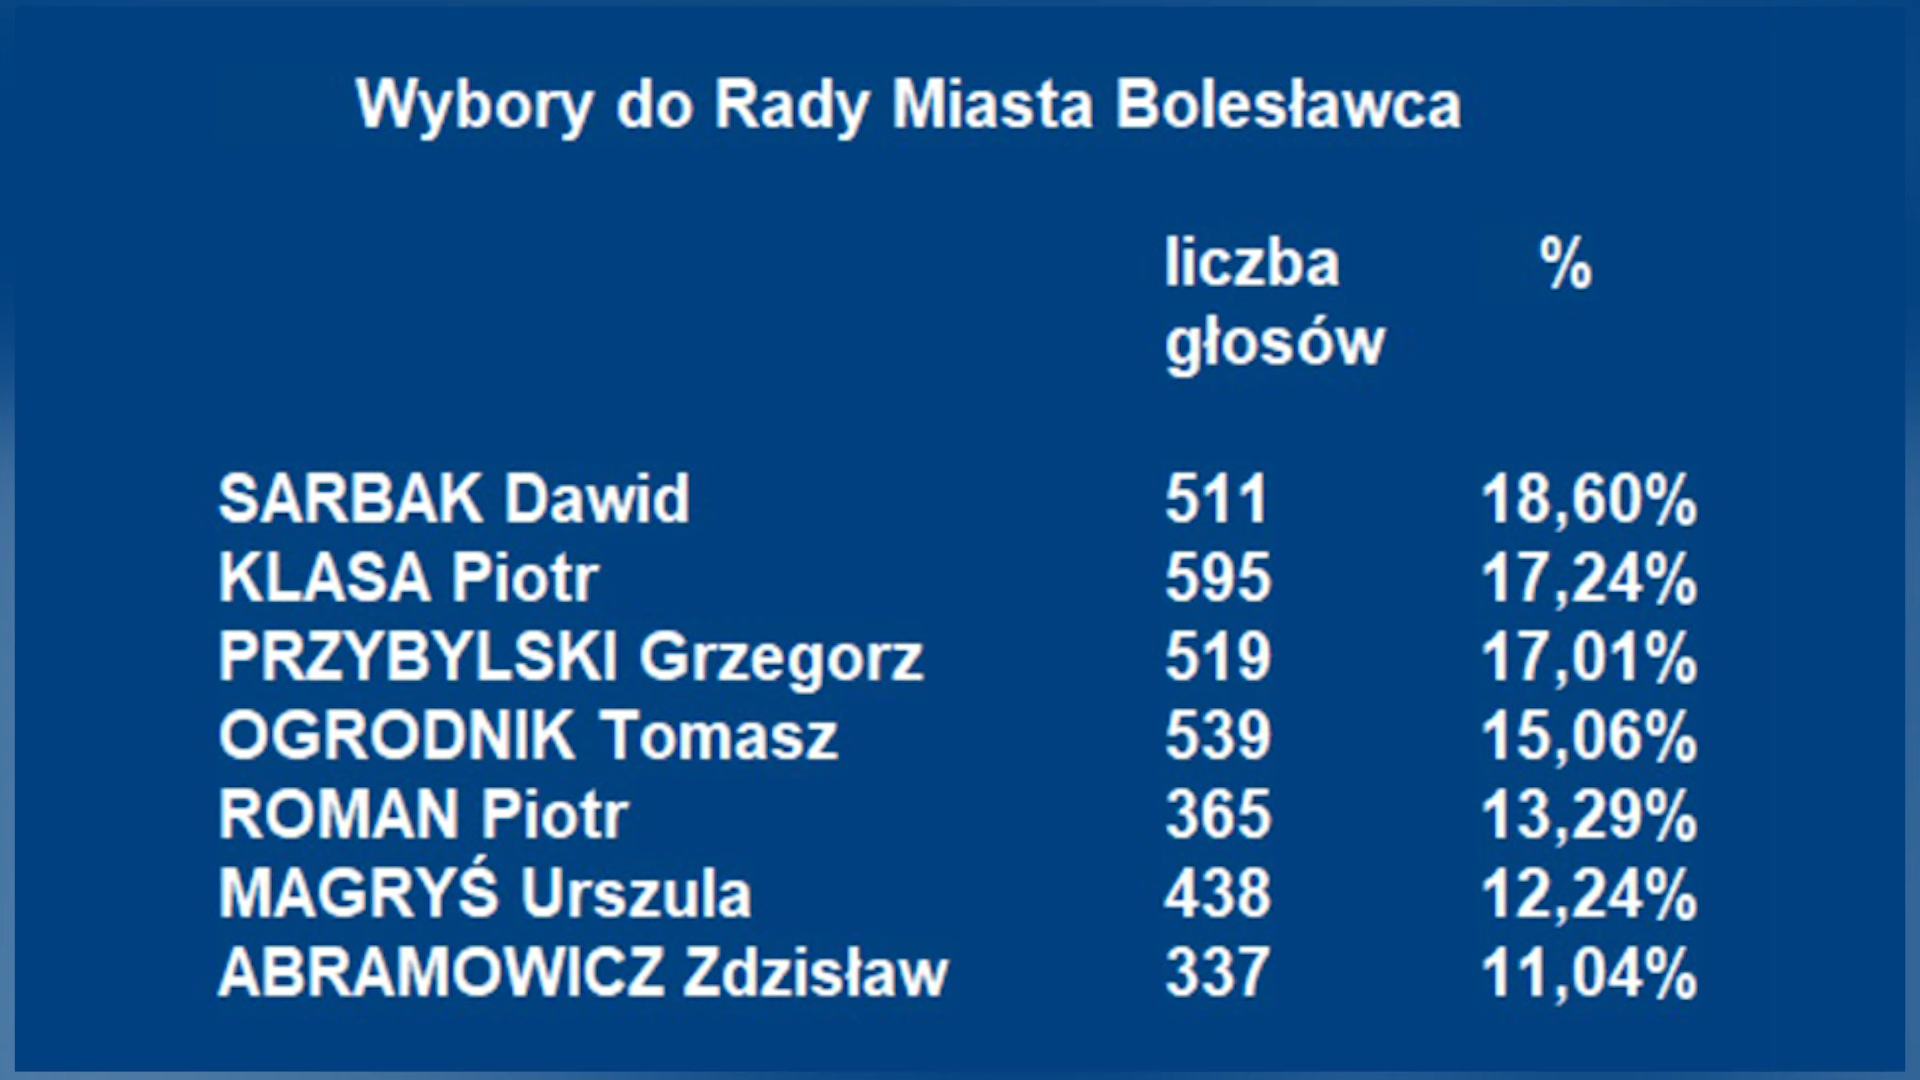 Wybory do Rady Miasta Bolesławca
liczba głosów %
SARBAK Dawid 511 18,60%
KLASA Piotr 595 17,24%
PRZYBYLSKI Grzegorz 519 17,01%
OGRODNIK Tomasz 539 15,06%
ROMAN Piotr 365 13,29%
MAGRYŚ Urszula 438 12,24%
ABRAMOWICZ Zdzisław 337 11,04%